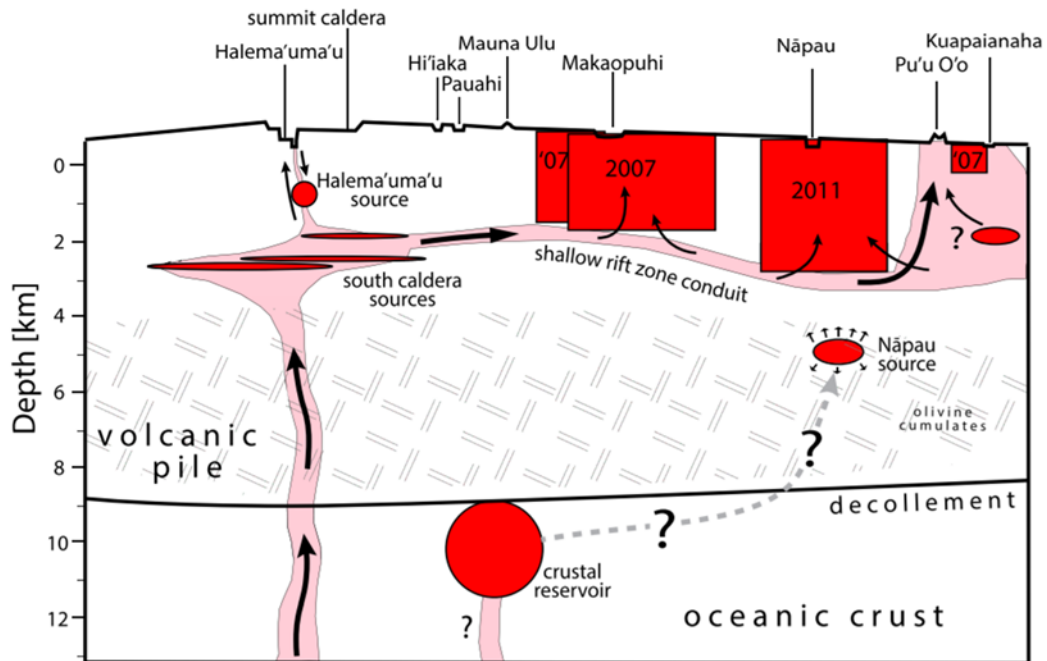 summit caldera
Halema'uma'u
Hi'iaka
Pauahi
Mauna Ulu
Makaopuhi
Nāpau
Kuapaianaha
Pu'u O'o
0
2
4
6
8
10
12
Depth [km]
Halema'uma'u
source
'07
2007
2011
'07
?
south caldera
sources
shallow rift zone conduit
Nāpau
source
olivine
cumulates
volcanic
pile
?
decollement
?
crustal
reservoir
?
oceanic crust